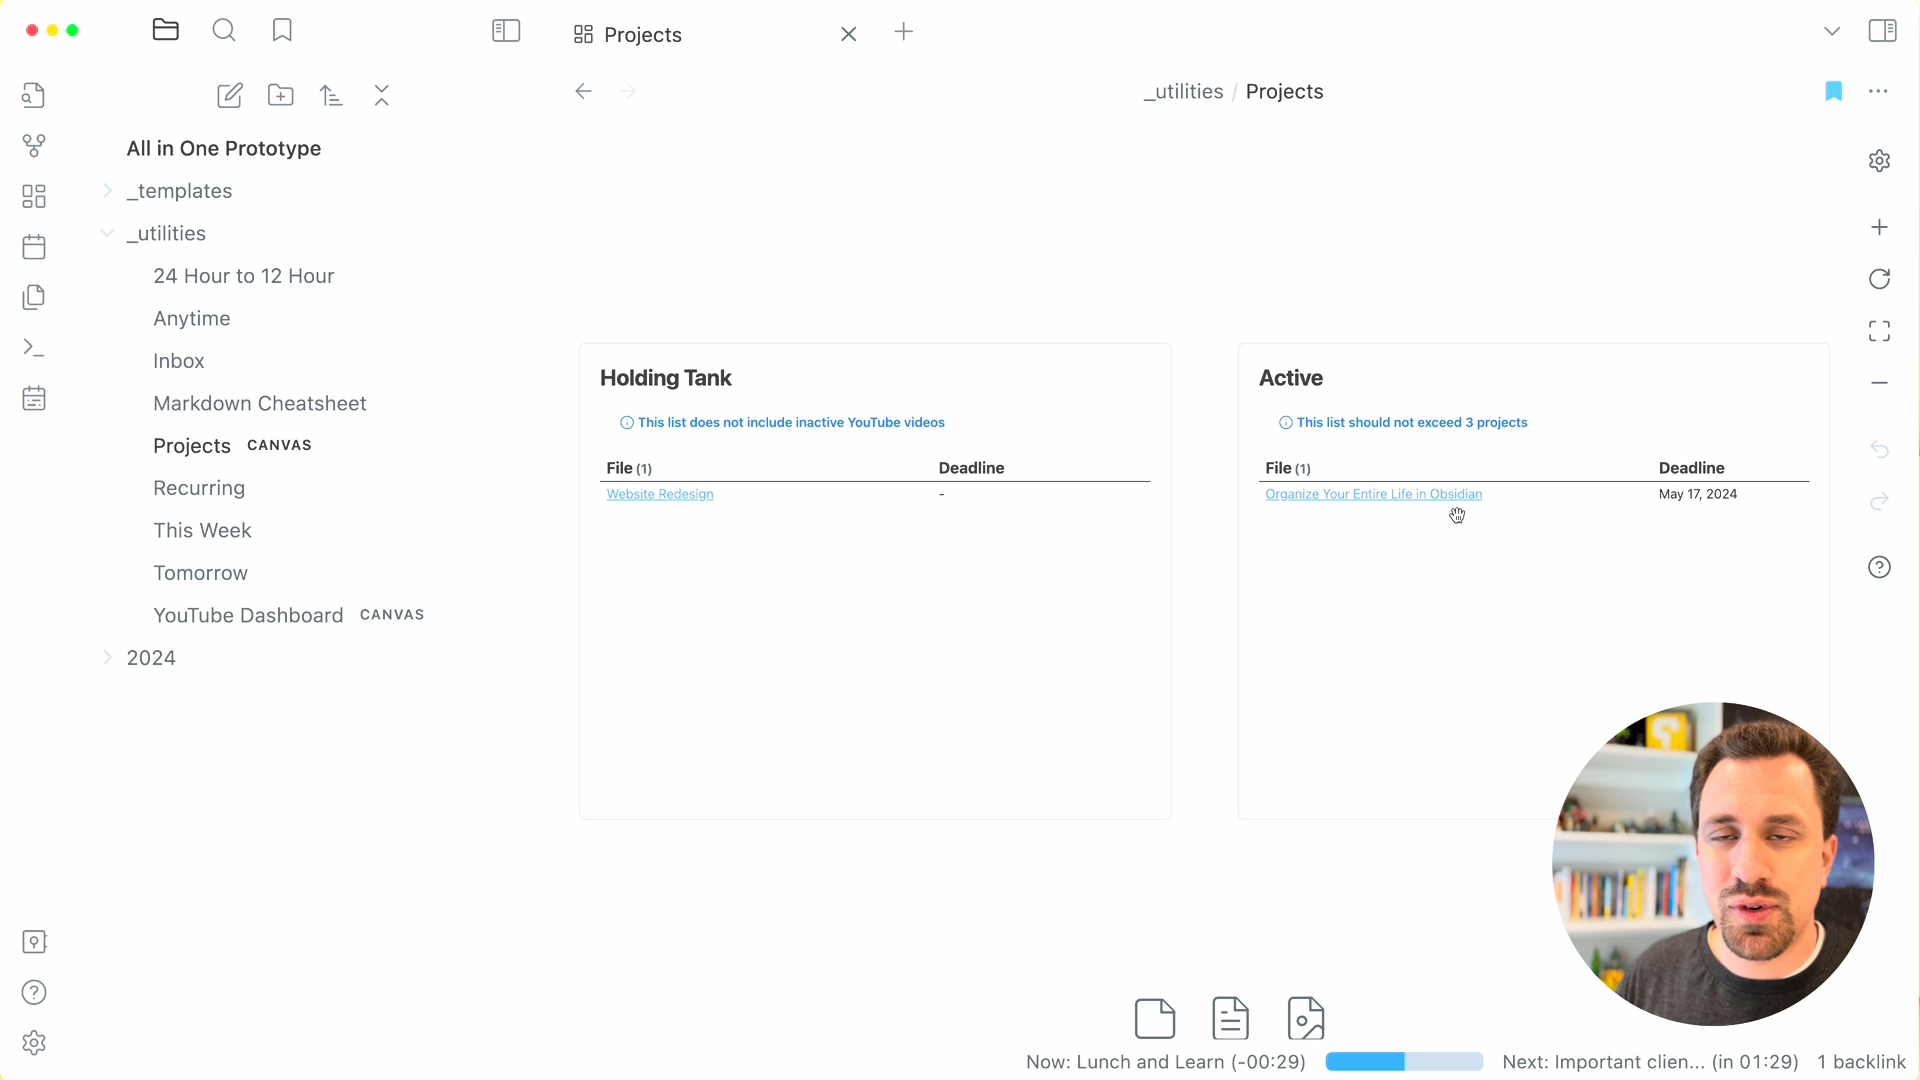 Projects
_utilities / Projects
All in One Prototype
_templates
_utilities
24 Hour to 12 Hour
Anytime
Inbox
Markdown Cheatsheet
Projects CANVAS
Recurring
This Week
Tomorrow
YouTube Dashboard CANVAS
2024
Holding Tank
This list does not include inactive YouTube videos
File (1) Deadline
Website Redesign -
Active
This list should not exceed 3 projects
File (1) Deadline
Organize Your Entire Life in Obsidian May 17, 2024
Now: Lunch and Learn (-00:29) Next: Important clien... (in 01:29) 1 backlink